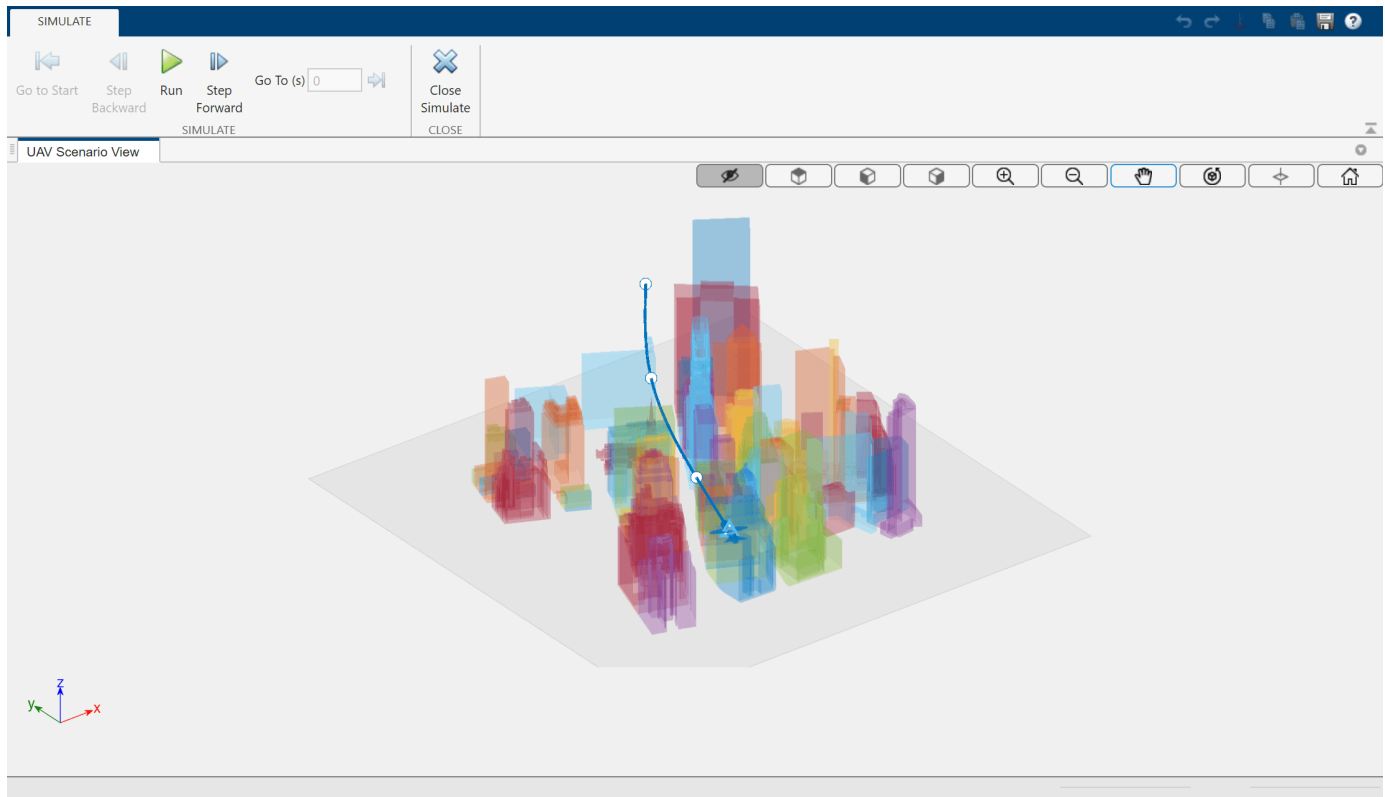 SIMULATE
Go to Start
Step
Backward
Run
Step
Forward
Go To (s) 0
Close
Simulate
SIMULATE
CLOSE
UAV Scenario View
z
y
x